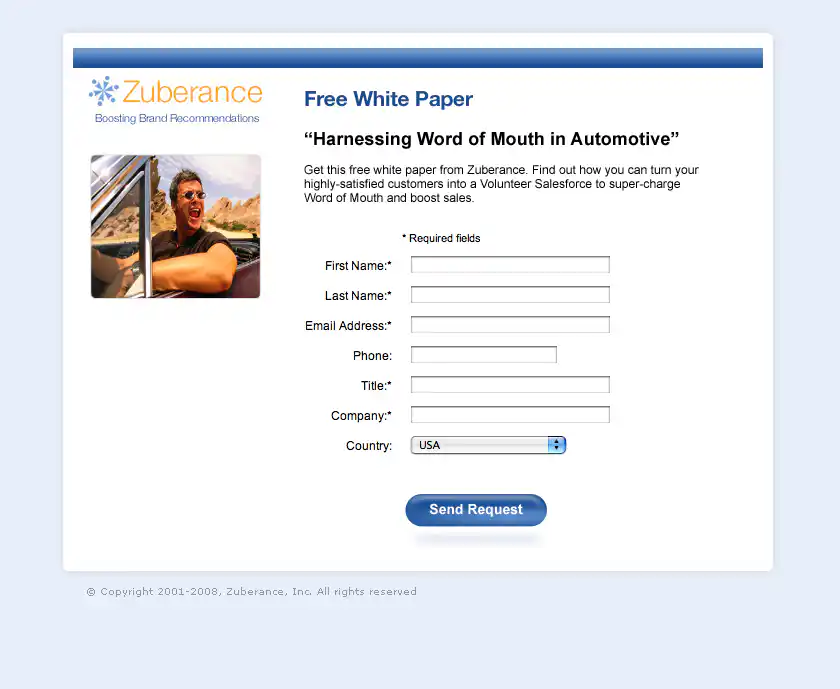 Zuberance
Boosting Brand Recommendations
Free White Paper
“Harnessing Word of Mouth in Automotive”
Get this free white paper from Zuberance. Find out how you can turn your
highly-satisfied customers into a Volunteer Salesforce to super-charge
Word of Mouth and boost sales.
* Required fields
First Name:*
Last Name:*
Email Address:*
Phone:
Title:*
Company:*
Country: USA
Send Request
© Copyright 2001-2008, Zuberance, Inc. All rights reserved